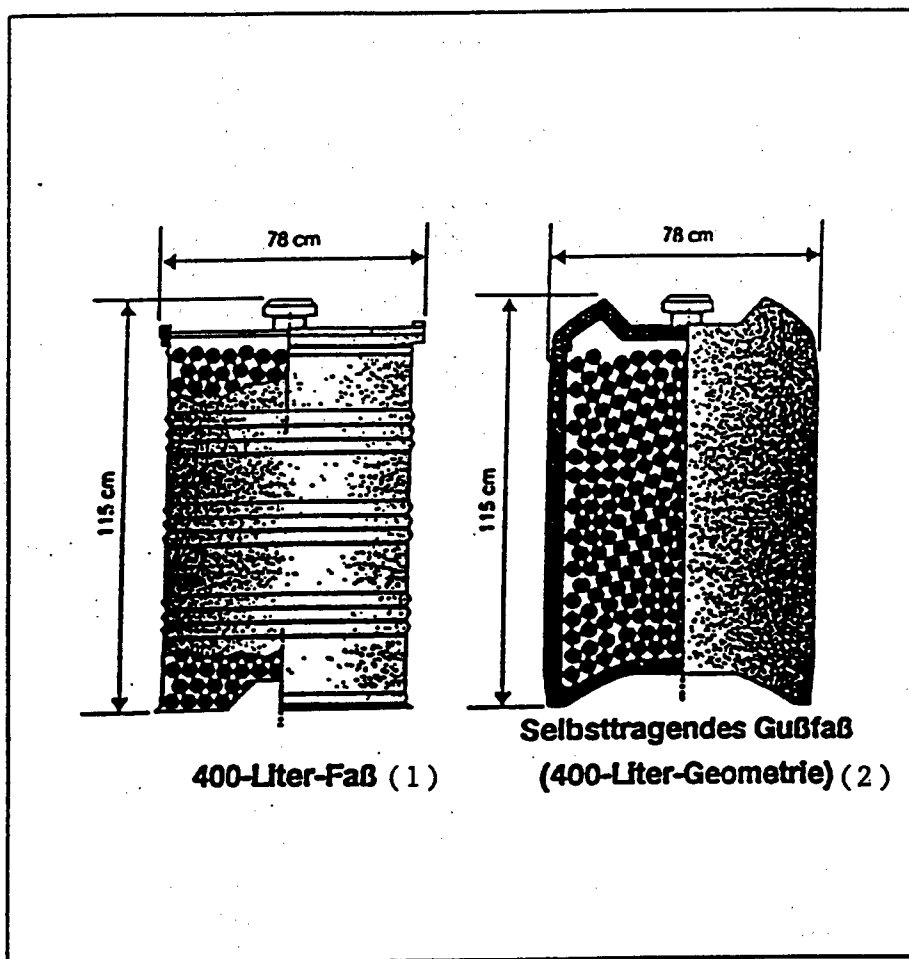 78 cm
115 cm
400-Liter-Faß (1)
78 cm
115 cm
Selbsttragendes Gußfaß
(400-Liter-Geometrie) (2)